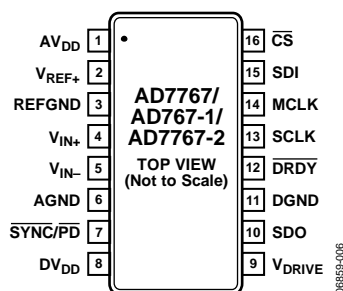 AVDD 1
VREF+ 2
REFGND 3
VIN+ 4
VIN– 5
AGND 6
SYNC/PD 7
DVDD 8
AD7767/
AD767-1/
AD7767-2
TOP VIEW
(Not to Scale)
16 CS
15 SDI
14 MCLK
13 SCLK
12 DRDY
11 DGND
10 SDO
9 VDRIVE
06859-006